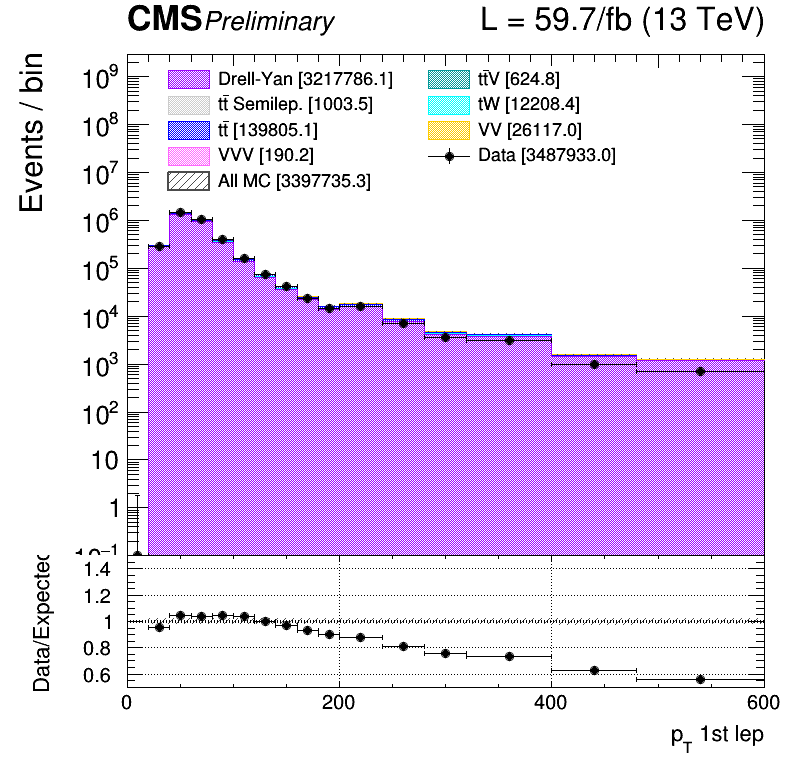 CMS Preliminary L = 59.7/fb (13 TeV)
Events / bin
Drell-Yan [3217786.1]
tt̄ Semilep. [1003.5]
tt̄ [139805.1]
VVV [190.2]
All MC [3397735.3]
tt̄V [624.8]
tW [12208.4]
VV [26117.0]
Data [3487933.0]
10⁹
10⁸
10⁷
10⁶
10⁵
10⁴
10³
10²
10
1
10⁻¹
Data/Expected
1.4
1.2
1
0.8
0.6
0 200 400 600
p_T 1st lep